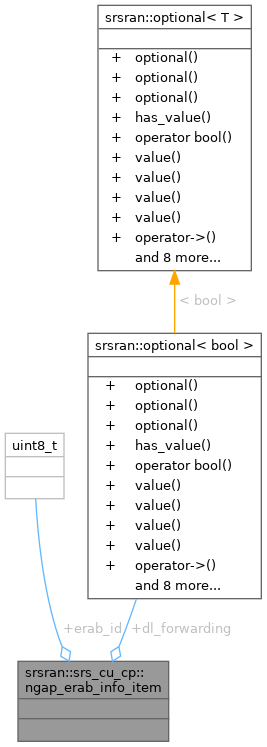 srsran::optional< T >
+ optional()
+ optional()
+ optional()
+ has_value()
+ operator bool()
+ value()
+ value()
+ value()
+ value()
+ operator->()
and 8 more...
< bool >
srsran::optional< bool >
+ optional()
+ optional()
+ optional()
+ has_value()
+ operator bool()
+ value()
+ value()
+ value()
+ value()
+ operator->()
and 8 more...
uint8_t
+erab_id
+dl_forwarding
srsran::srs_cu_cp::
ngap_erab_info_item